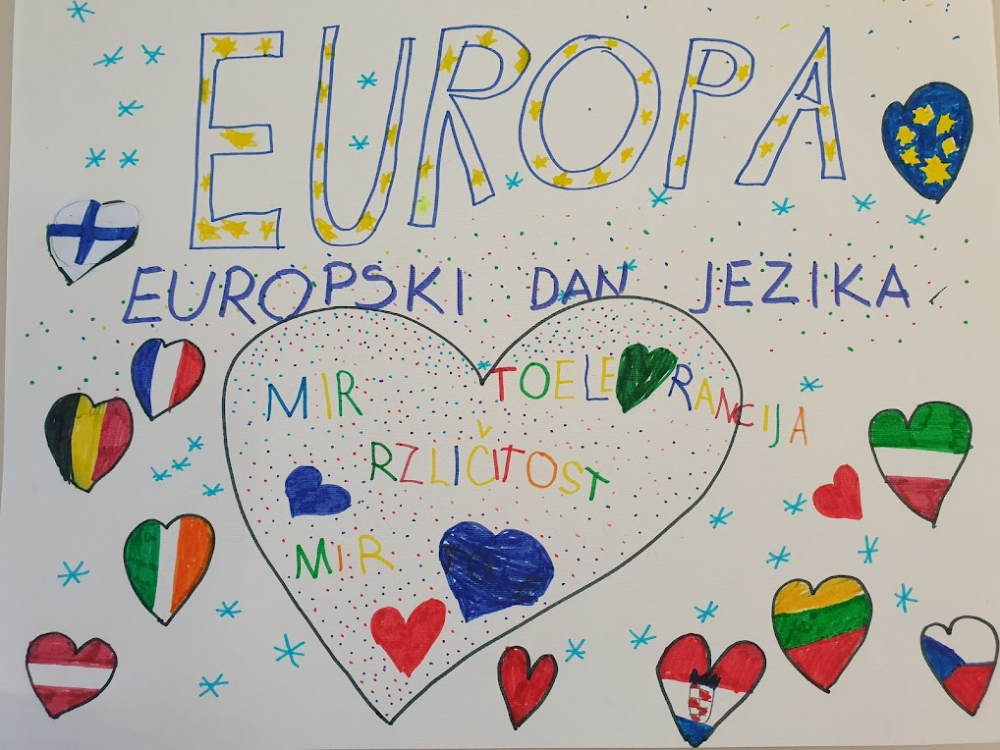 EUROPA
EUROPSKI DAN JEZIKA
MIR TOELERANCIJA
RZLIČITOST
MIR